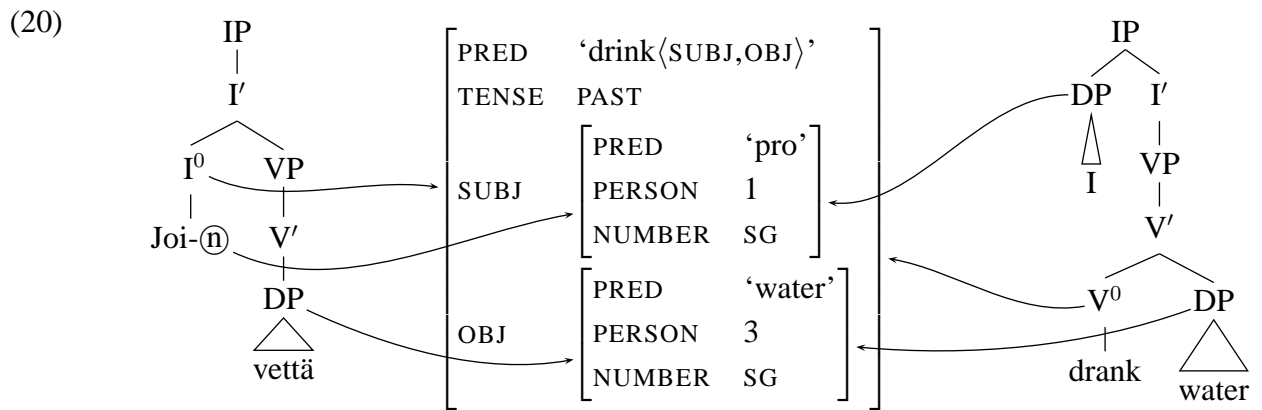 (20)
IP
I′
I⁰ VP
Joi-ⓝ V′
DP
vettä
PRED ‘drink⟨SUBJ,OBJ⟩’
TENSE PAST
SUBJ
PRED ‘pro’
PERSON 1
NUMBER SG
OBJ
PRED ‘water’
PERSON 3
NUMBER SG
IP
DP I′
I VP
V′
V⁰ DP
drank water